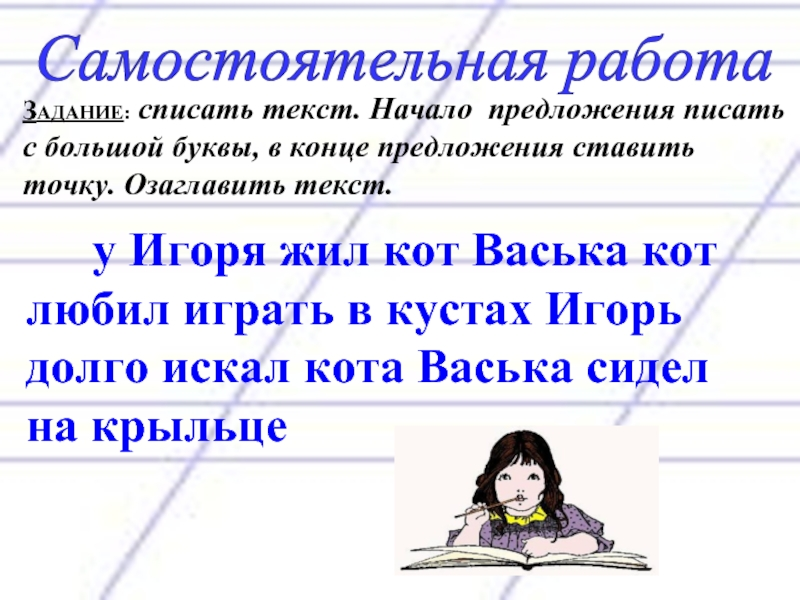 Самостоятельная работа
ЗАДАНИЕ: списать текст. Начало предложения писать
с большой буквы, в конце предложения ставить
точку. Озаглавить текст.
у Игоря жил кот Васька кот
любил играть в кустах Игорь
долго искал кота Васька сидел
на крыльце